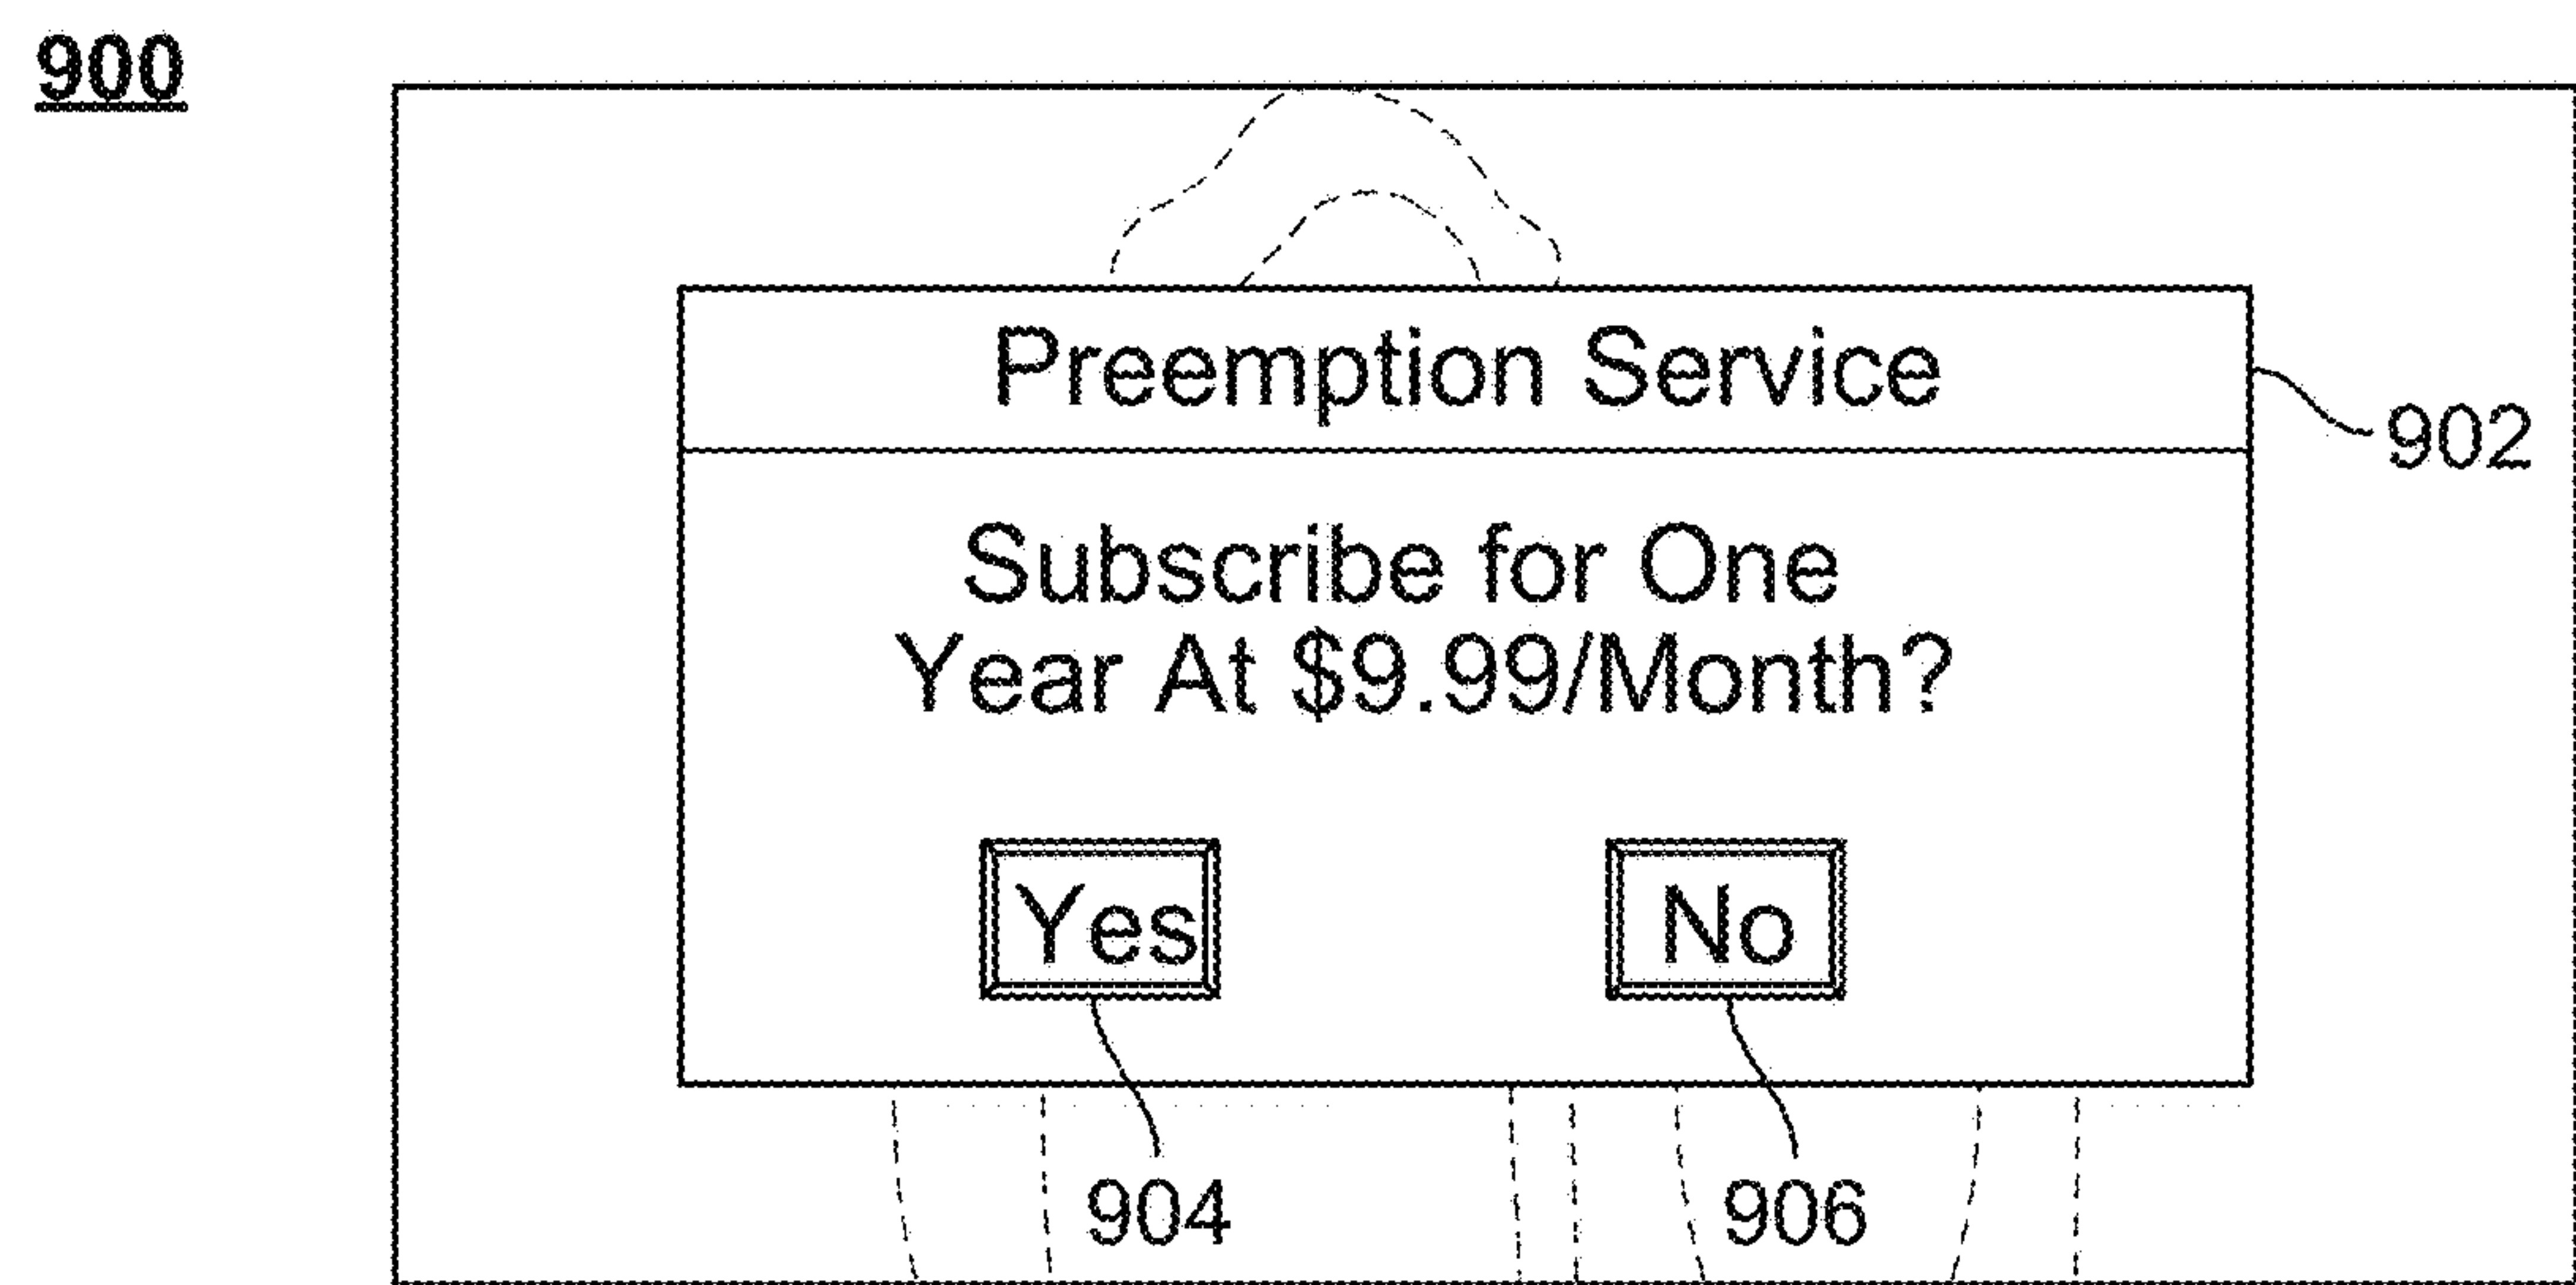 900
Preemption Service
902
Subscribe for One
Year At $9.99/Month?
Yes
No
904
906